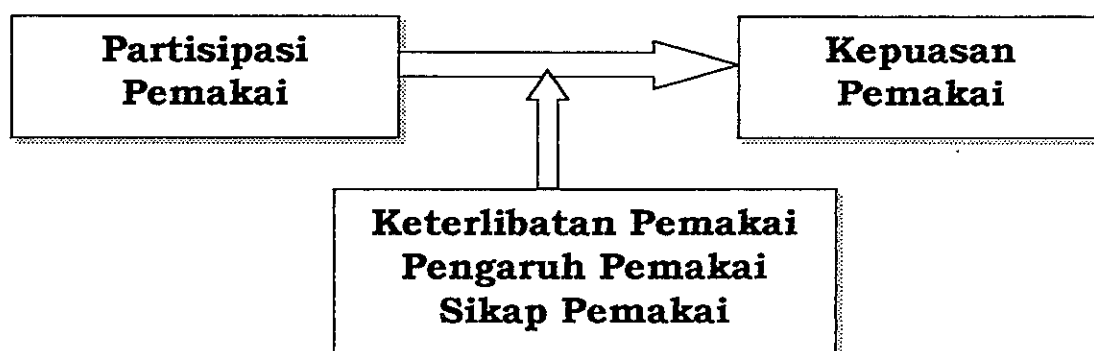 Partisipasi
Pemakai
Kepuasan
Pemakai
Keterlibatan Pemakai
Pengaruh Pemakai
Sikap Pemakai